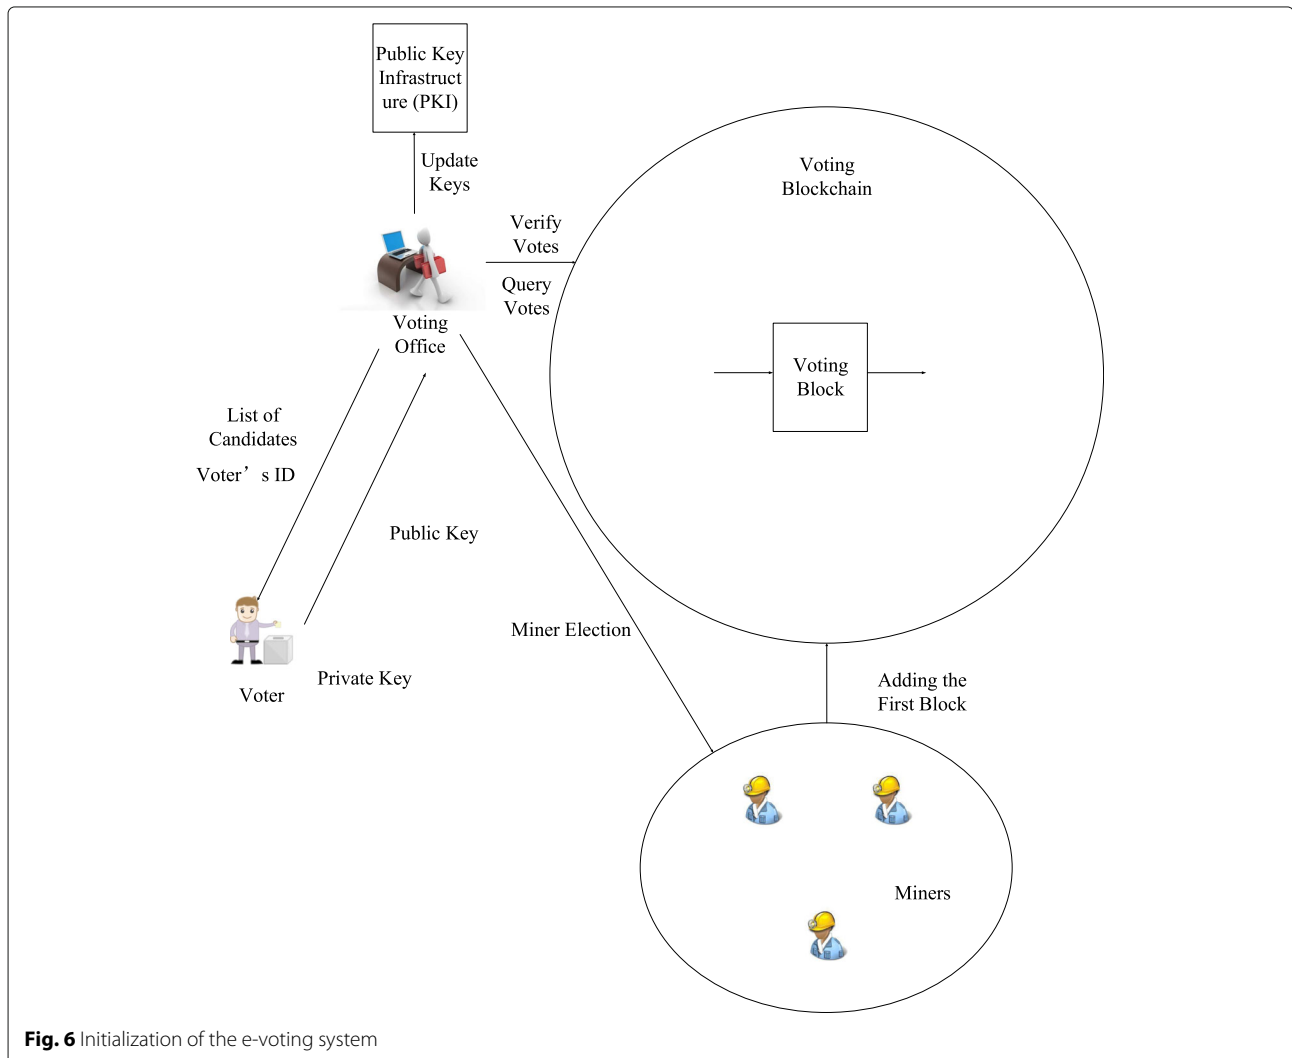 Public Key
Infrastruct
ure (PKI)
Update
Keys
Voting
Blockchain
Verify
Votes
Query
Votes
Voting
Office
Voting
Block
List of
Candidates
Voter’s ID
Public Key
Miner Election
Private Key
Voter
Adding the
First Block
Miners
Fig. 6 Initialization of the e-voting system